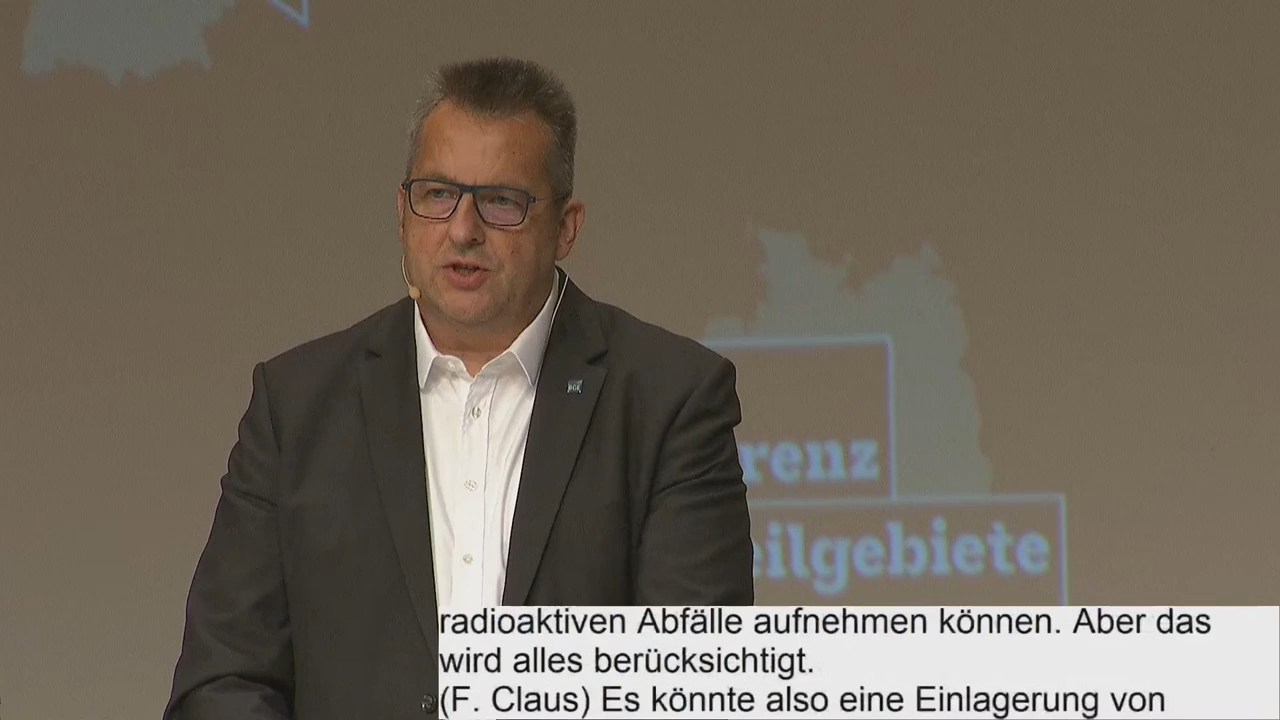 renz
eilgebiete
radioaktiven Abfälle aufnehmen können. Aber das
wird alles berücksichtigt.
(F. Claus) Es könnte also eine Einlagerung von